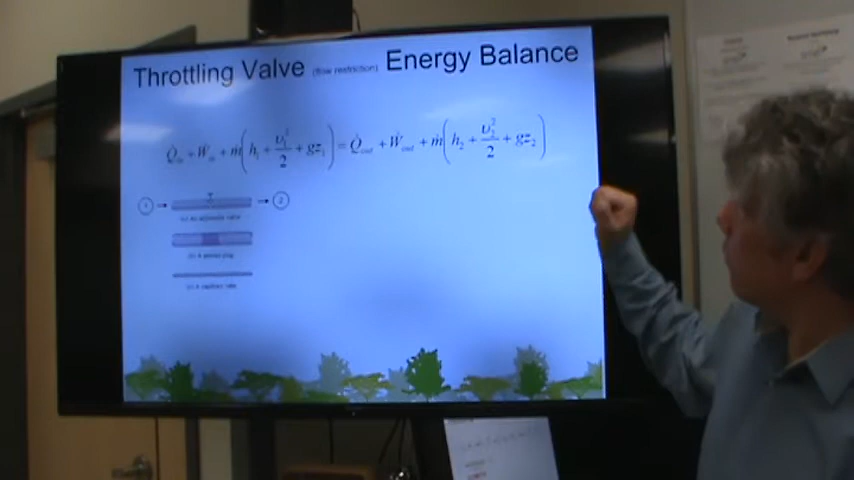 Throttling Valve (flow restriction) Energy Balance
Q̇in + Ẇin + ṁ(h1 + υ1²/2 + gz1) = Q̇out + Ẇout + ṁ(h2 + υ2²/2 + gz2)
1 → → 2
(a) An adjustable valve
(b) A porous plug
(c) A capillary tube